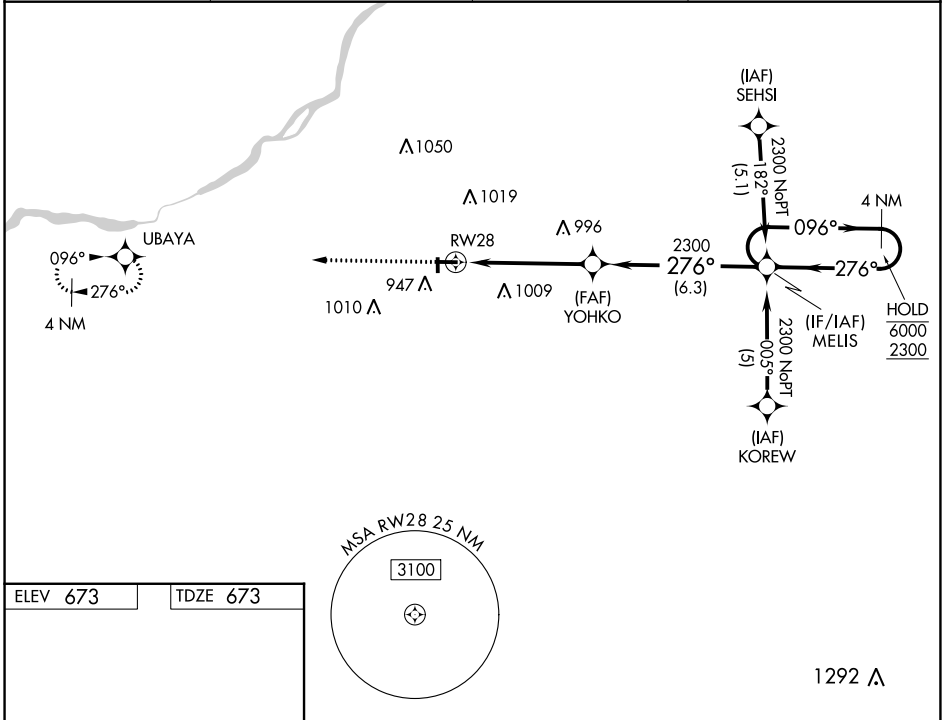 (IAF)
SEHSI
1050
2300 NoPT
182°
(5.1)
1019
4 NM
996
096°
UBAYA
RW28
2300
096°
276°
276°
276°
(6.3)
947
1009
1010
(FAF)
YOHKO
4 NM
(IF/IAF)
MELIS
HOLD
6000
2300
2300 NoPT
005°
(5)
(IAF)
KOREW
MSA RW28 25 NM
3100
ELEV 673
TDZE 673
1292